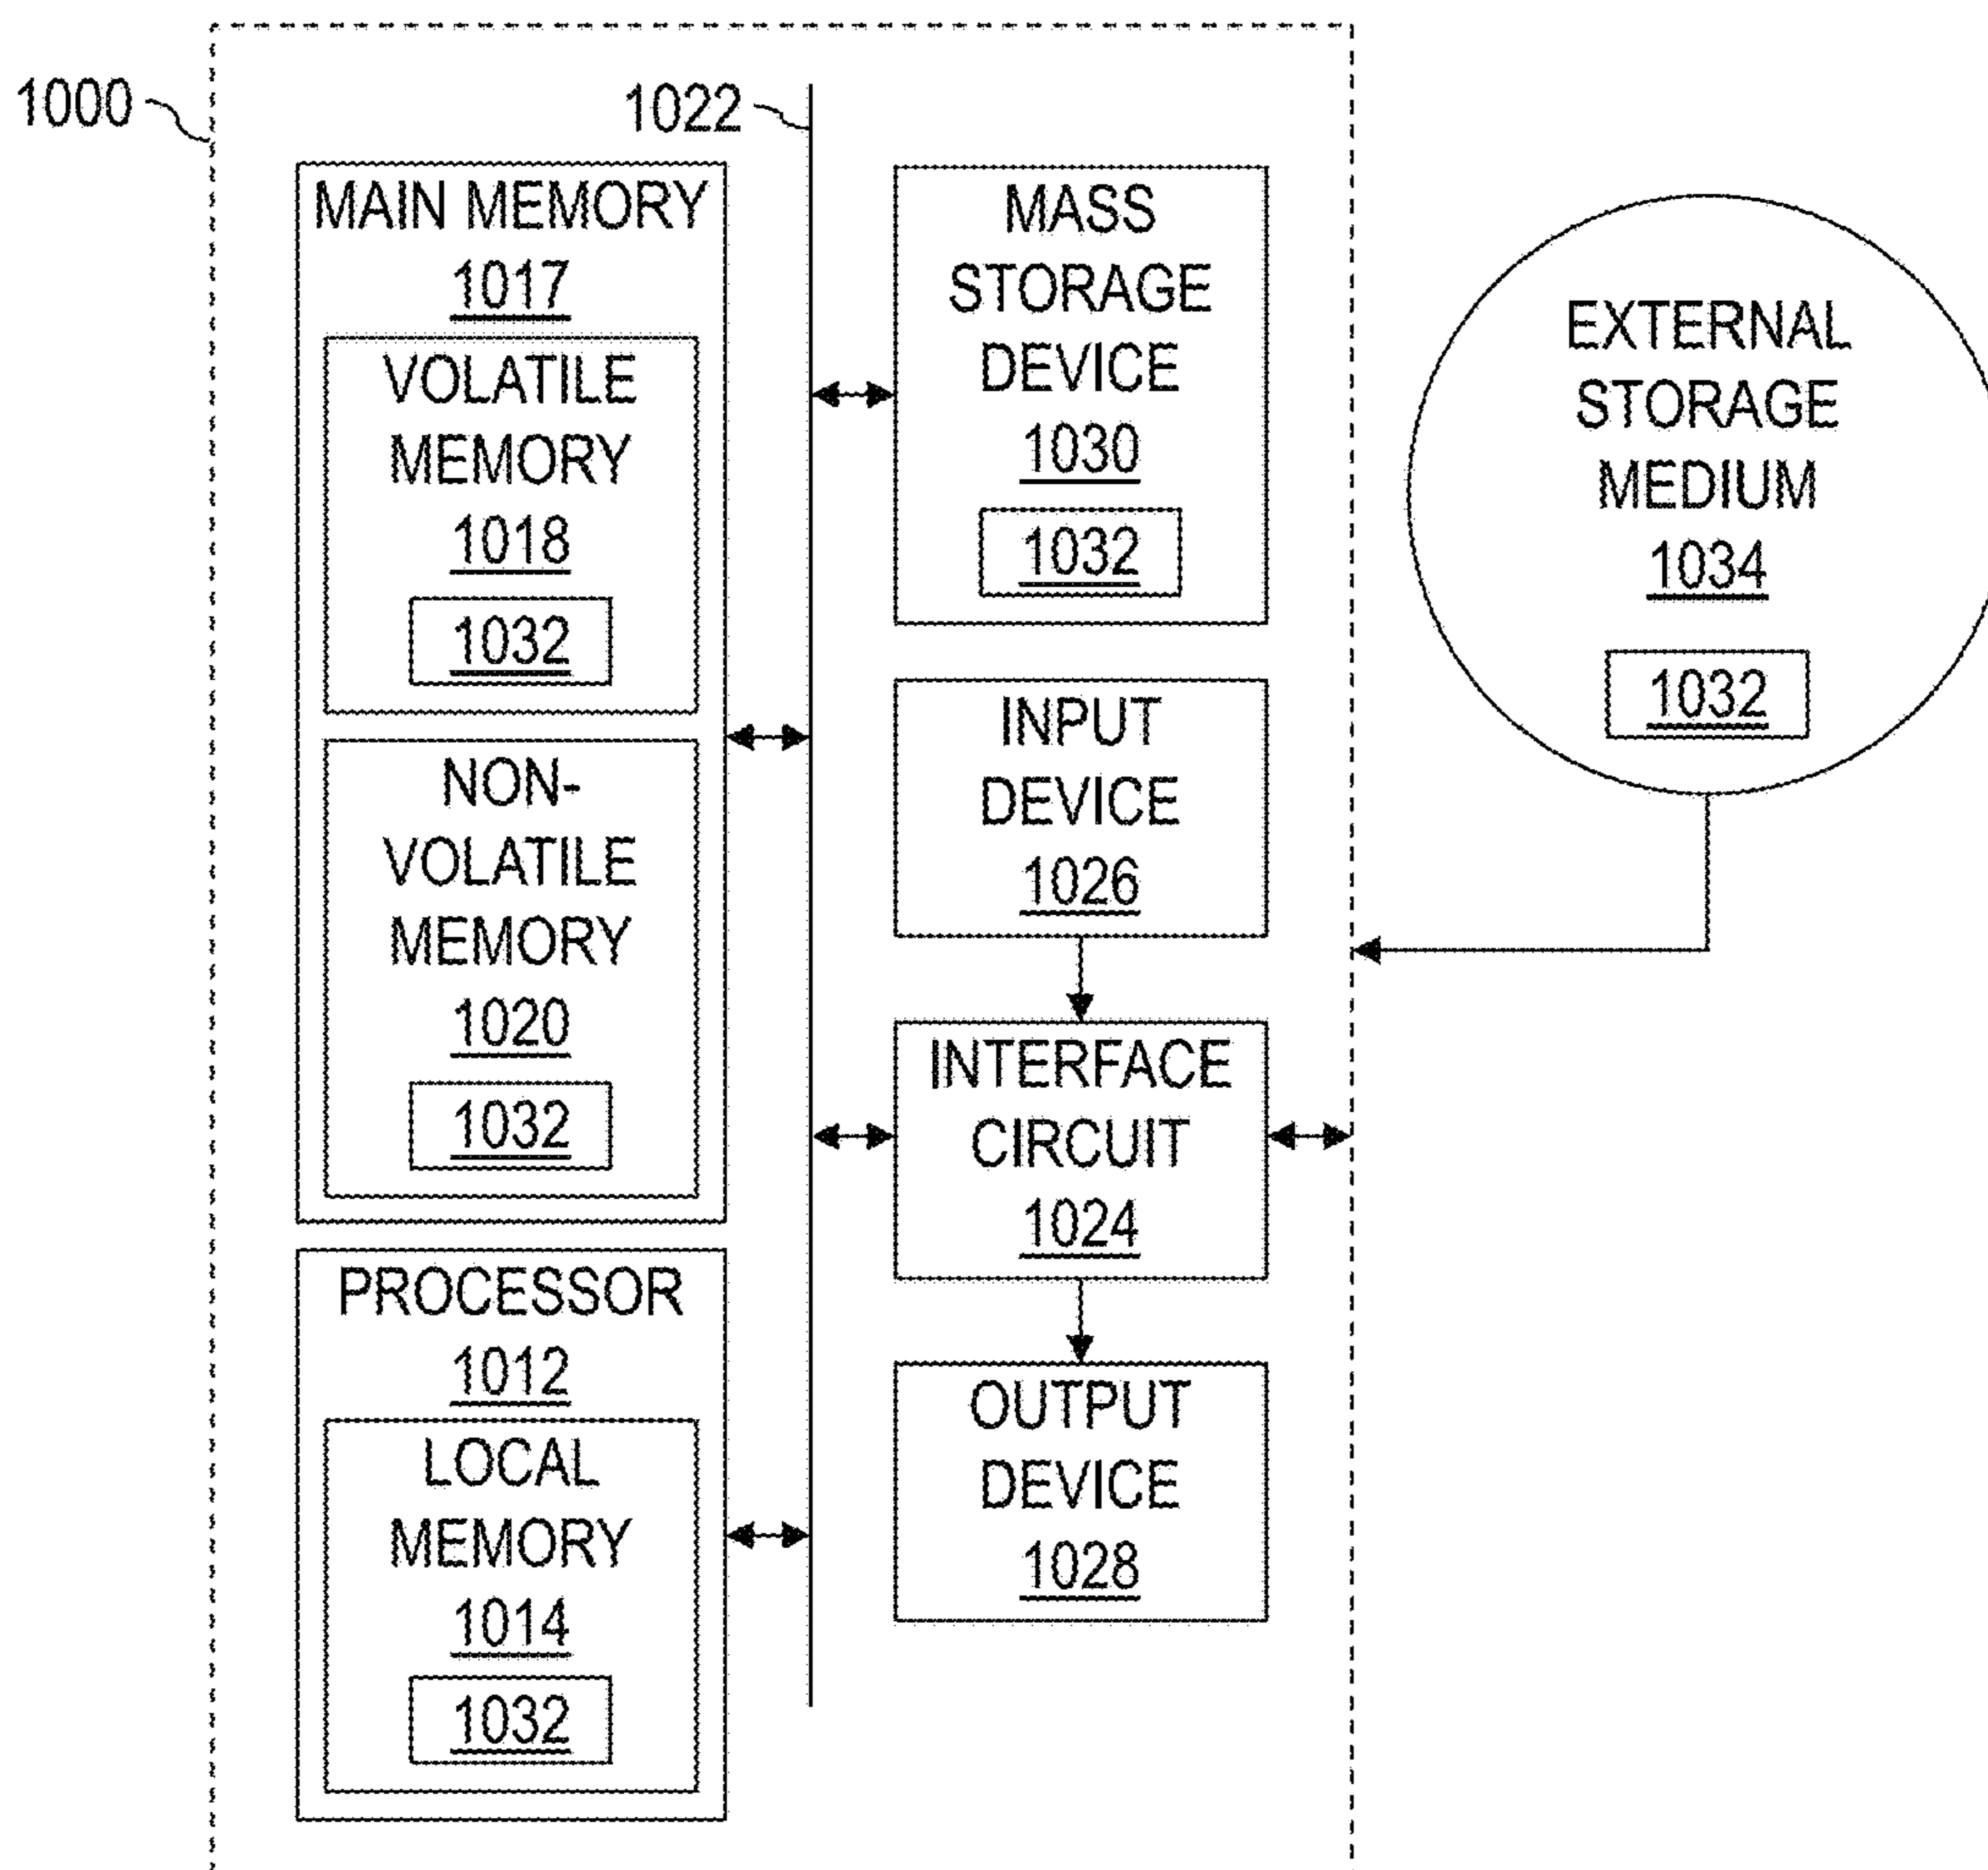 1000
1022
MAIN MEMORY
1017
VOLATILE
MEMORY
1018
1032
NON-
VOLATILE
MEMORY
1020
1032
PROCESSOR
1012
LOCAL
MEMORY
1014
1032
MASS
STORAGE
DEVICE
1030
1032
INPUT
DEVICE
1026
INTERFACE
CIRCUIT
1024
OUTPUT
DEVICE
1028
EXTERNAL
STORAGE
MEDIUM
1034
1032